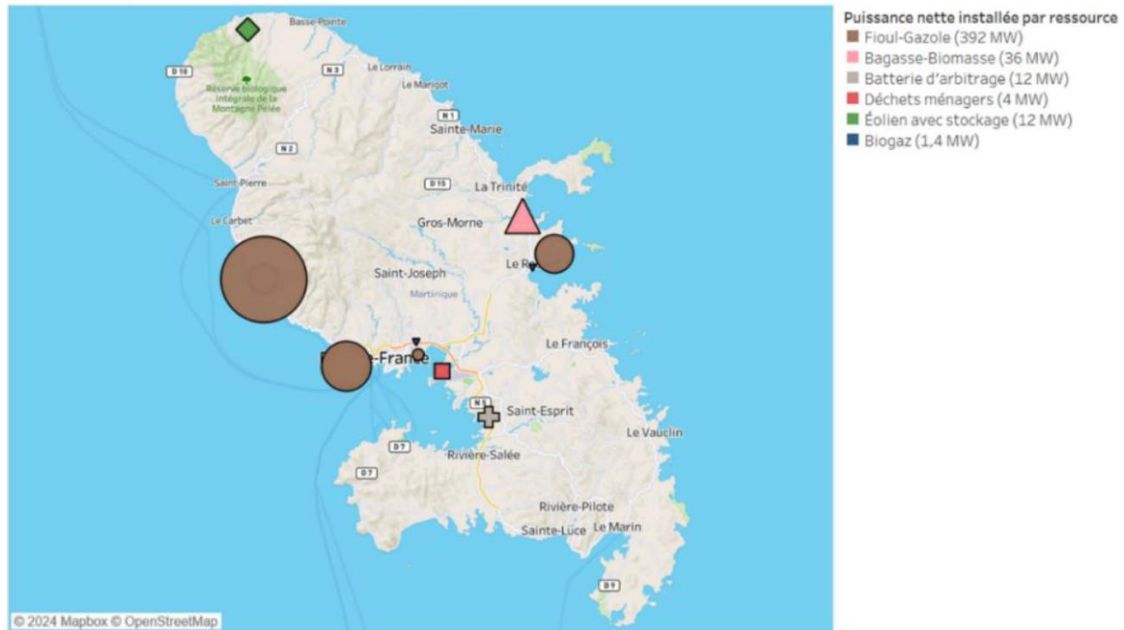 Puissance nette installée par ressource
Fioul-Gazole (392 MW)
Bagasse-Biomasse (36 MW)
Batterie d'arbitrage (12 MW)
Déchets ménagers (4 MW)
Éolien avec stockage (12 MW)
Biogaz (1,4 MW)
Basse-Pointe
D 10
N 3
Le Lorrain
Réserve biologique
intégrale de la
Montagne Pelée
Le Marigot
N 1
Sainte-Marie
N 2
Saint-Pierre
D 15
La Trinité
Le Carbet
Gros-Morne
Le R
Saint-Joseph
Martinique
Le François
e-France
N 5
Saint-Esprit
Le Vauclin
D 7
Rivière-Salée
D 7
Rivière-Pilote
Sainte-Luce
Le Marin
D 9
© 2024 Mapbox © OpenStreetMap